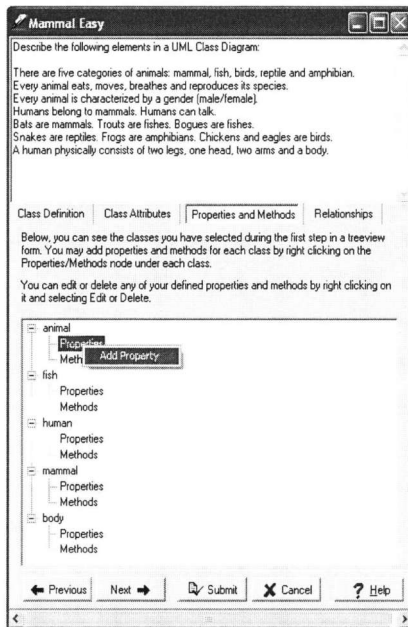 Mammal Easy
Describe the following elements in a UML Class Diagram:
There are five categories of animals: mammal, fish, birds, reptile and amphibian.
Every animal eats, moves, breathes and reproduces its species.
Every animal is characterized by a gender (male/female).
Humans belong to mammals. Humans can talk.
Bats are mammals. Trouts are fishes. Bogues are fishes.
Snakes are reptiles. Frogs are amphibians. Chickens and eagles are birds.
A human physically consists of two legs, one head, two arms and a body.
Class Definition Class Attributes Properties and Methods Relationships
Below, you can see the classes you have selected during the first step in a treeview
form. You may add properties and methods for each class by right clicking on the
Properties/Methods node under each class.
You can edit or delete any of your defined properties and methods by right clicking on
it and selecting Edit or Delete.
animal
Properties
Meth Add Property
fish
Properties
Methods
human
Properties
Methods
mammal
Properties
Methods
body
Properties
Methods
Previous Next Submit Cancel ? Help